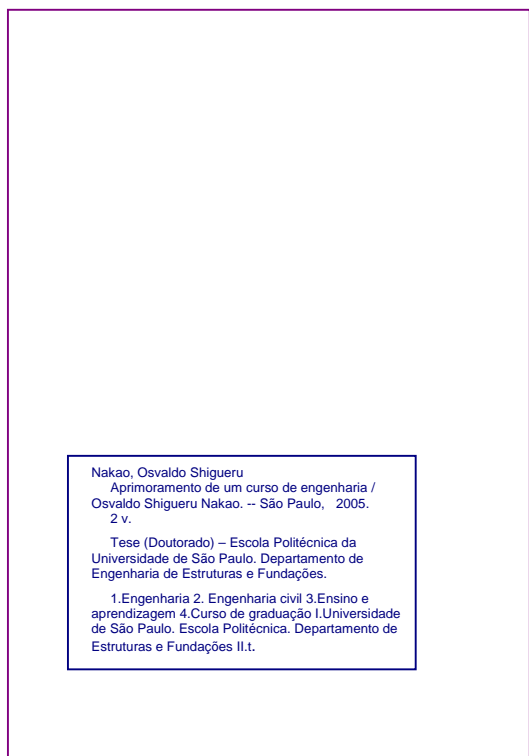 Nakao, Osvaldo Shigueru
Aprimoramento de um curso de engenharia /
Osvaldo Shigueru Nakao. -- São Paulo, 2005.
2 v.
Tese (Doutorado) – Escola Politécnica da
Universidade de São Paulo. Departamento de
Engenharia de Estruturas e Fundações.
1.Engenharia 2. Engenharia civil 3.Ensino e
aprendizagem 4.Curso de graduação I.Universidade
de São Paulo. Escola Politécnica. Departamento de
Estruturas e Fundações II.t.